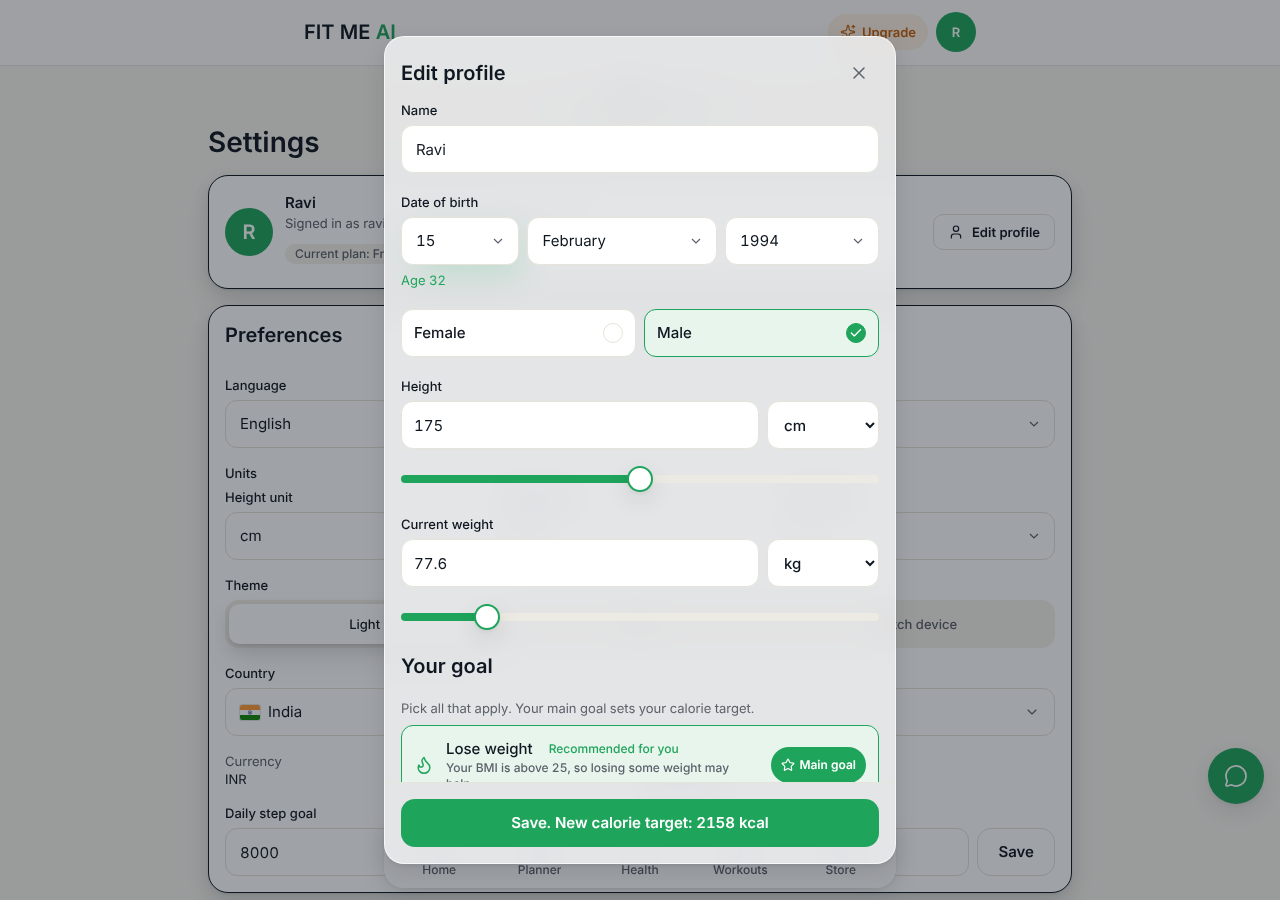 FIT ME AI
Upgrade
R
Settings
R
Ravi
Signed in as ravi
Current plan: Fr
Edit profile
Preferences
Language
English
Units
Height unit
cm
Theme
Light
ch device
Country
India
Currency
INR
Daily step goal
8000
Save
Edit profile
Name
Ravi
Date of birth
15 February 1994
Age 32
Female Male
Height
175 cm
Current weight
77.6 kg
Your goal
Pick all that apply. Your main goal sets your calorie target.
Lose weight Recommended for you
Your BMI is above 25, so losing some weight may
Main goal
Save. New calorie target: 2158 kcal
Home Planner Health Workouts Store